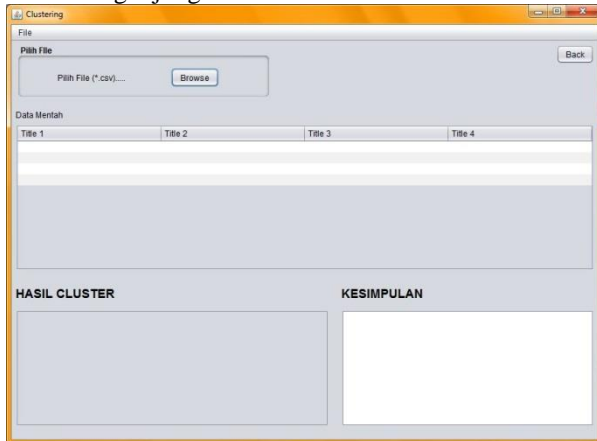 Clustering
File
Pilih File
Back
Pilih File (*.csv).... Browse
Data Mentah
Title 1 Title 2 Title 3 Title 4
HASIL CLUSTER KESIMPULAN